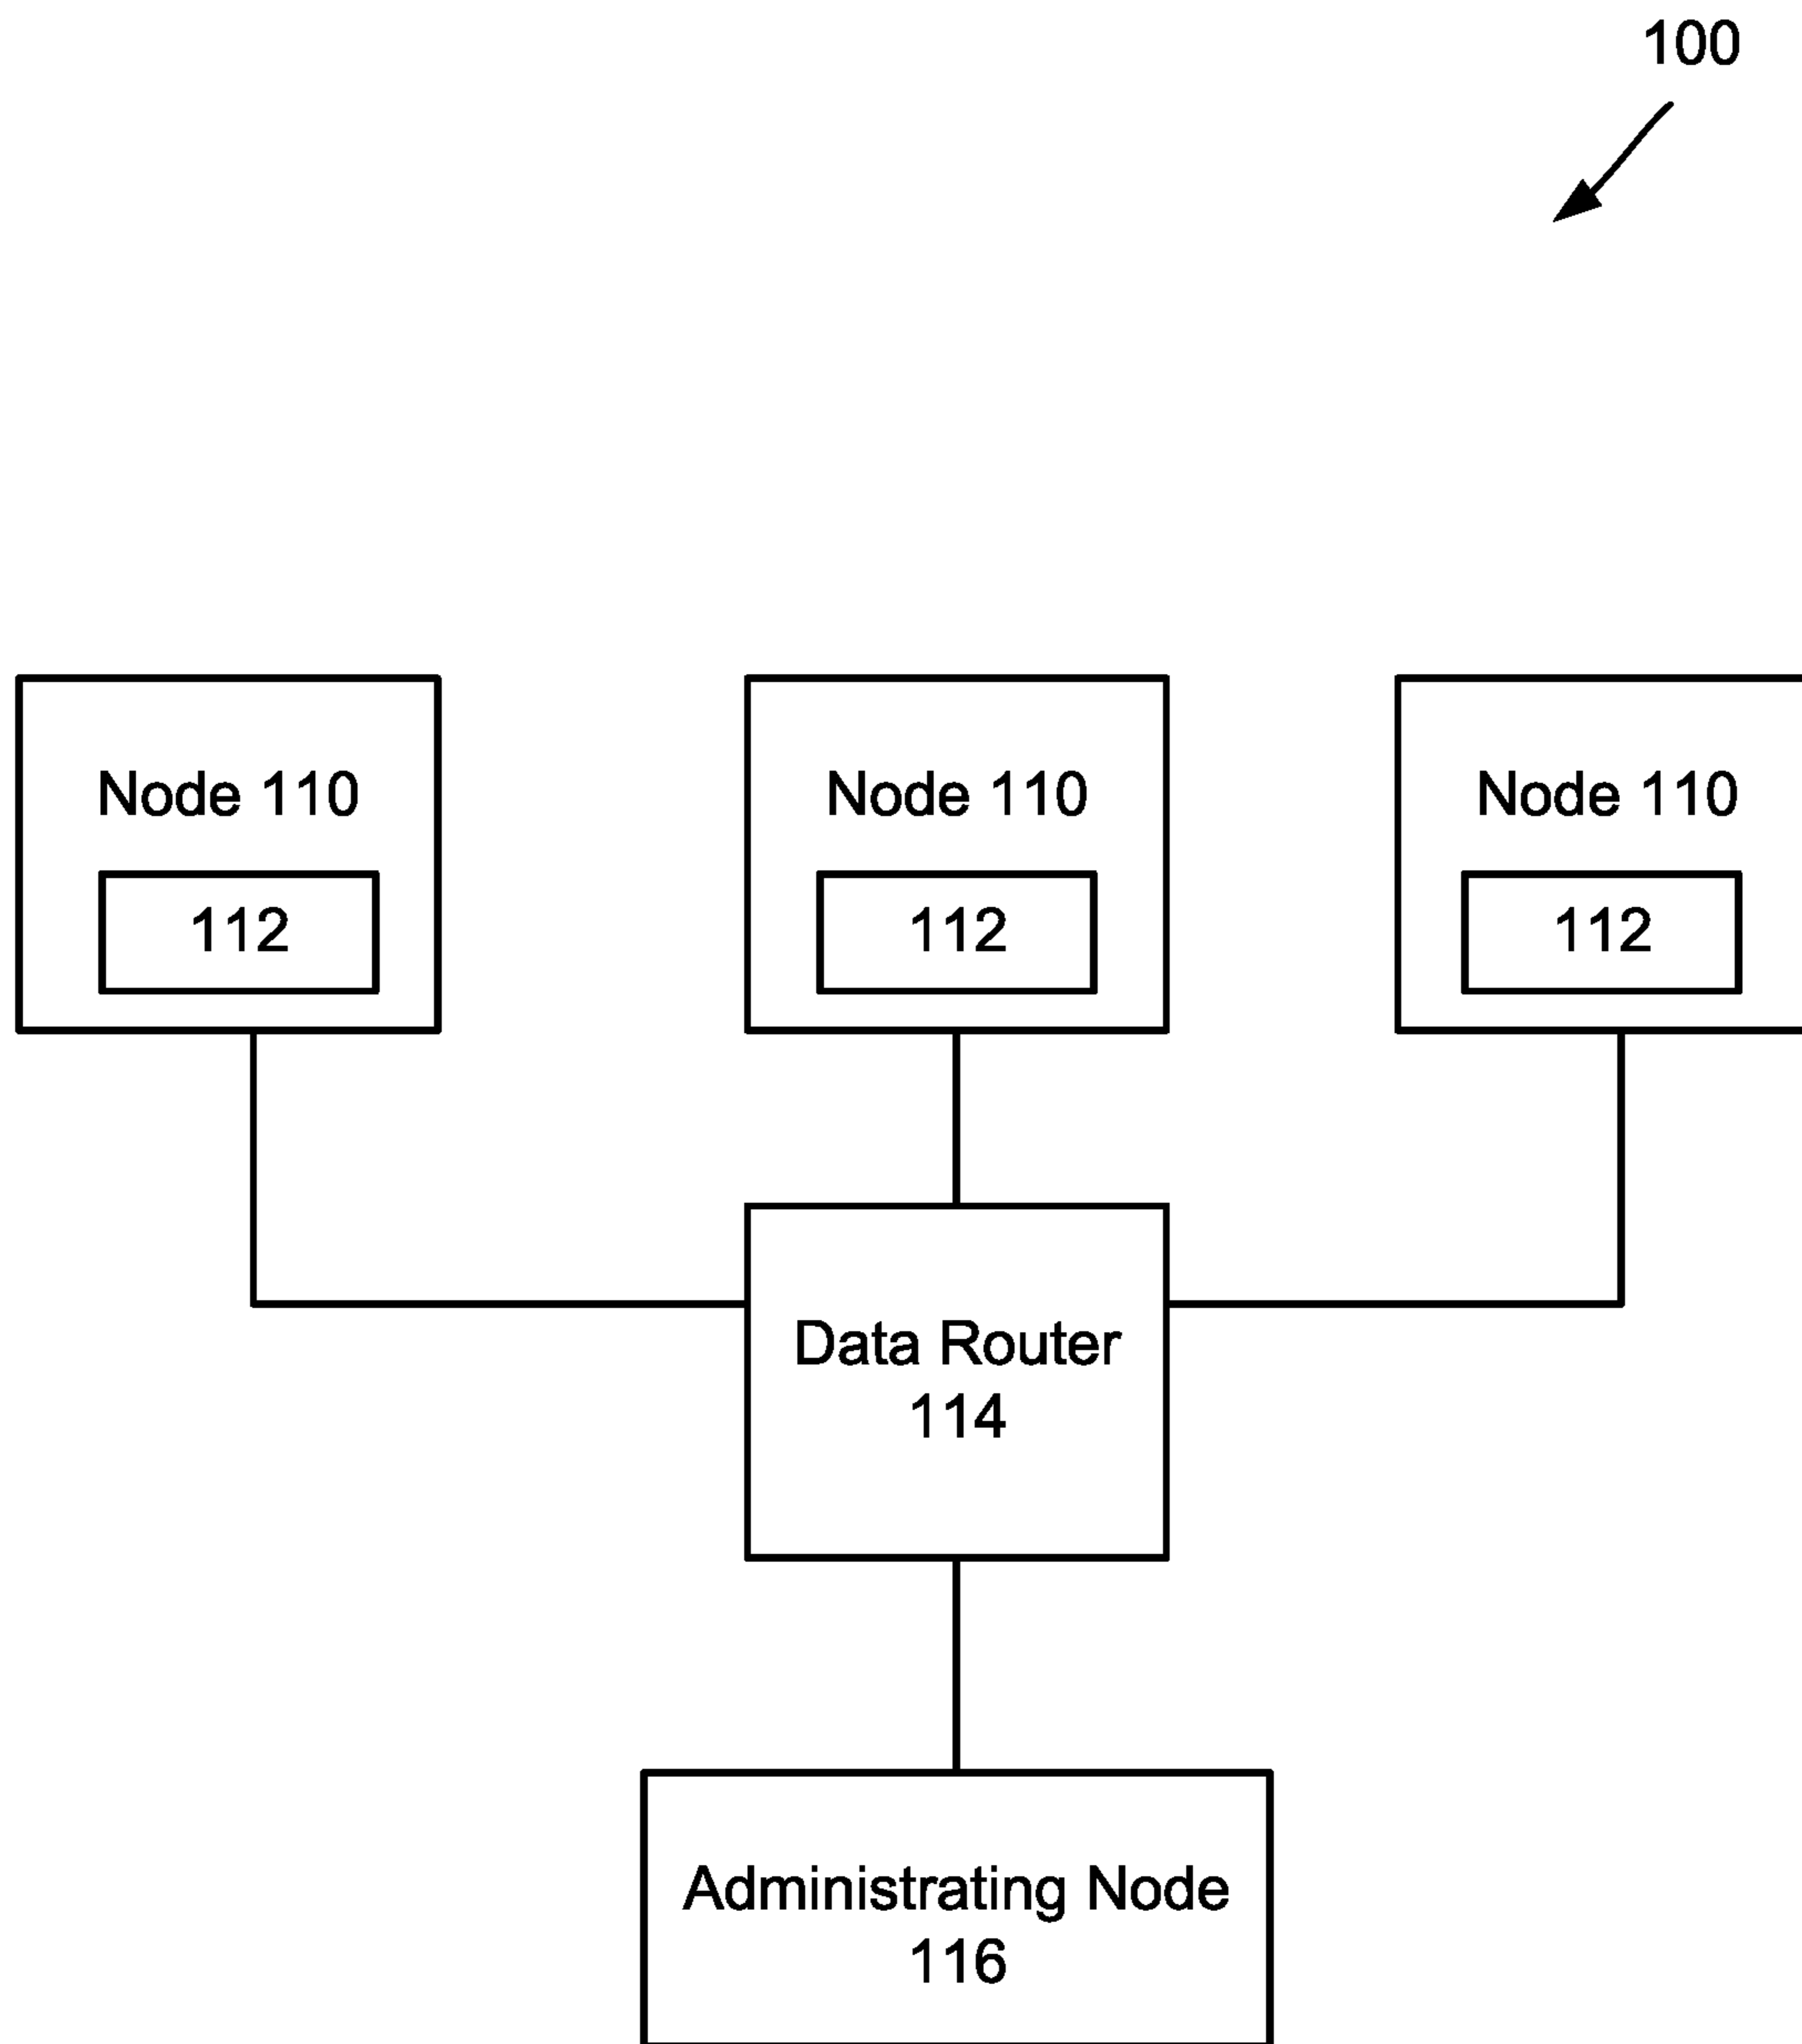 100
Node 110
112
Node 110
112
Node 110
112
Data Router
114
Administrating Node
116